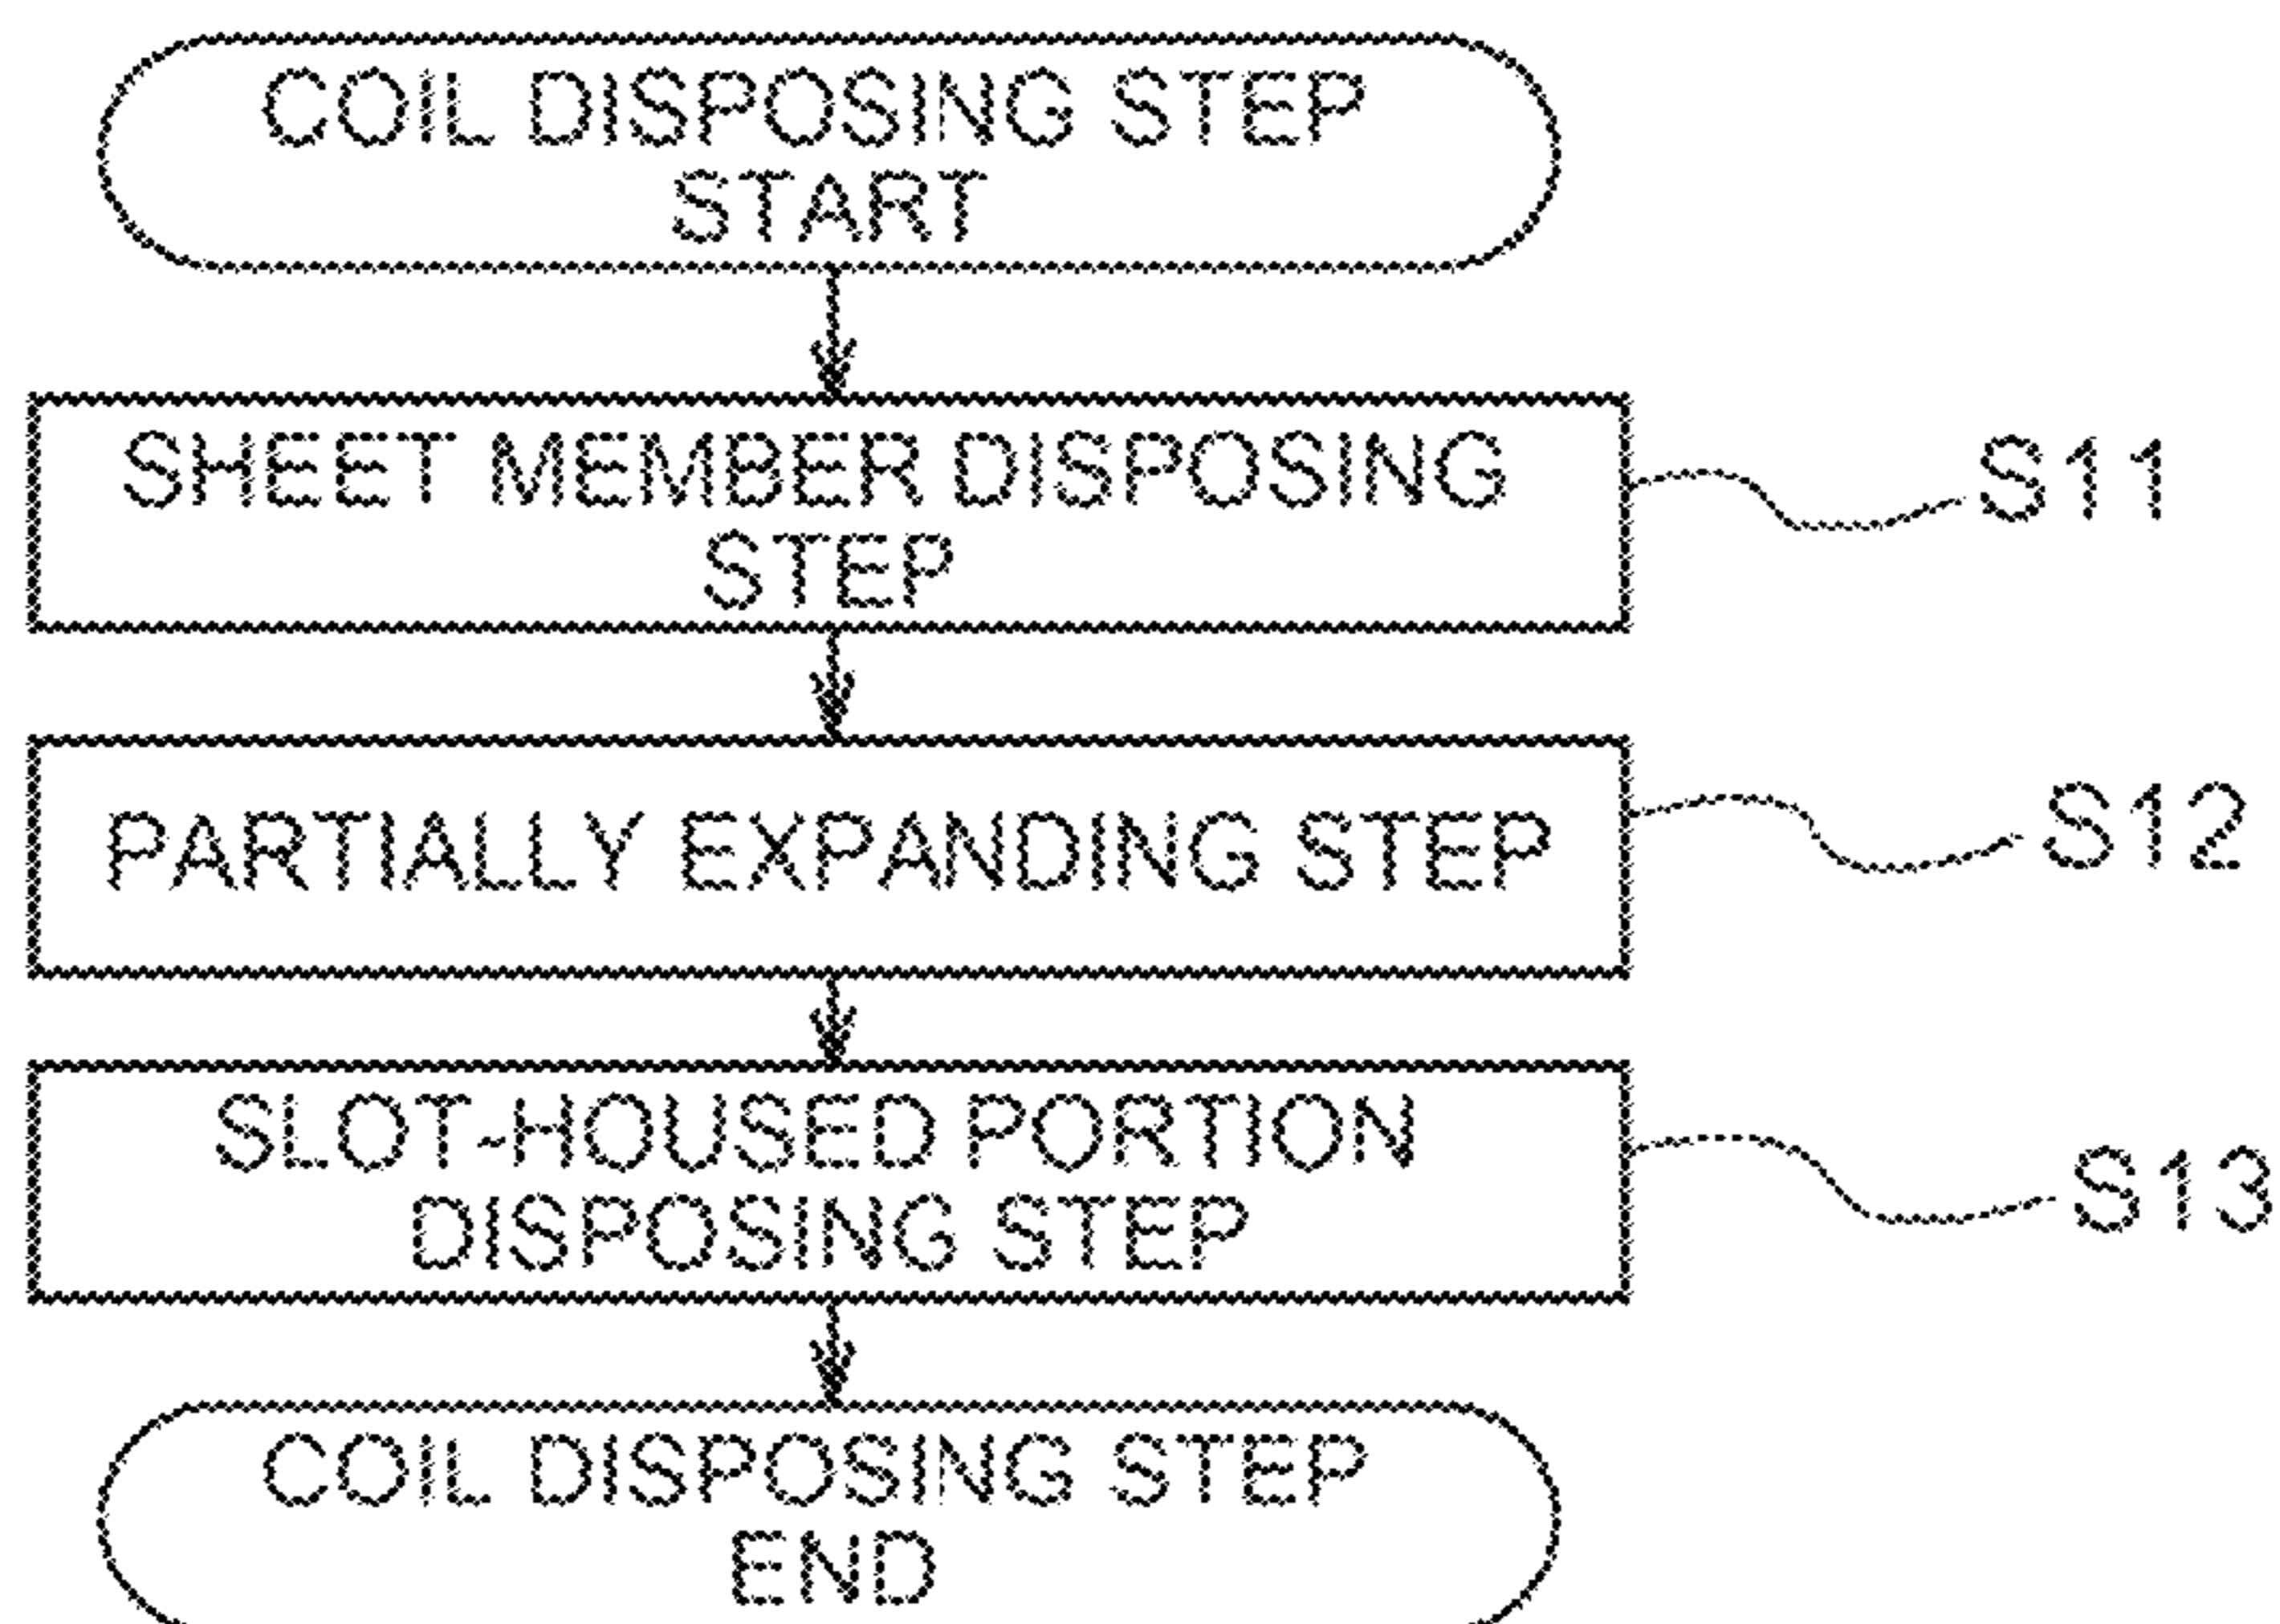 COIL DISPOSING STEP
START
SHEET MEMBER DISPOSING
STEP
S11
PARTIALLY EXPANDING STEP
S12
SLOT-HOUSED PORTION
DISPOSING STEP
S13
COIL DISPOSING STEP
END